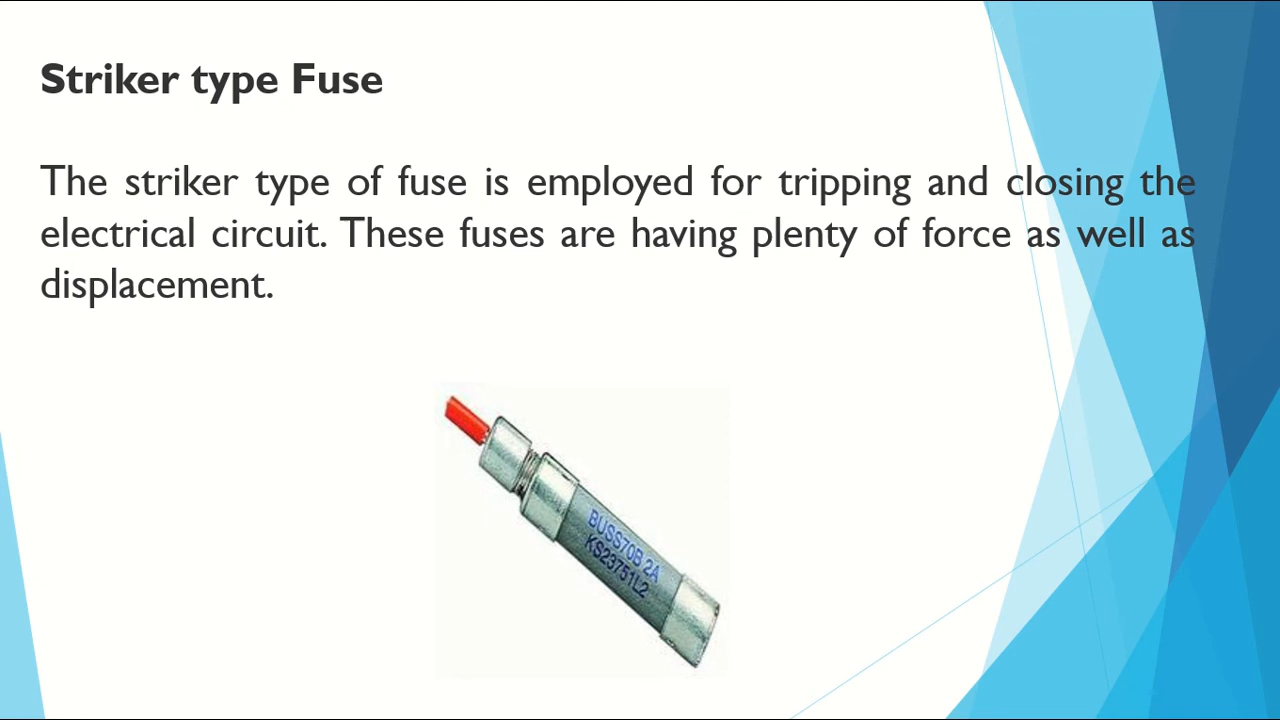 Striker type Fuse
The striker type of fuse is employed for tripping and closing the
electrical circuit. These fuses are having plenty of force as well as
displacement.
BUSS70B 2A
KS23751L2